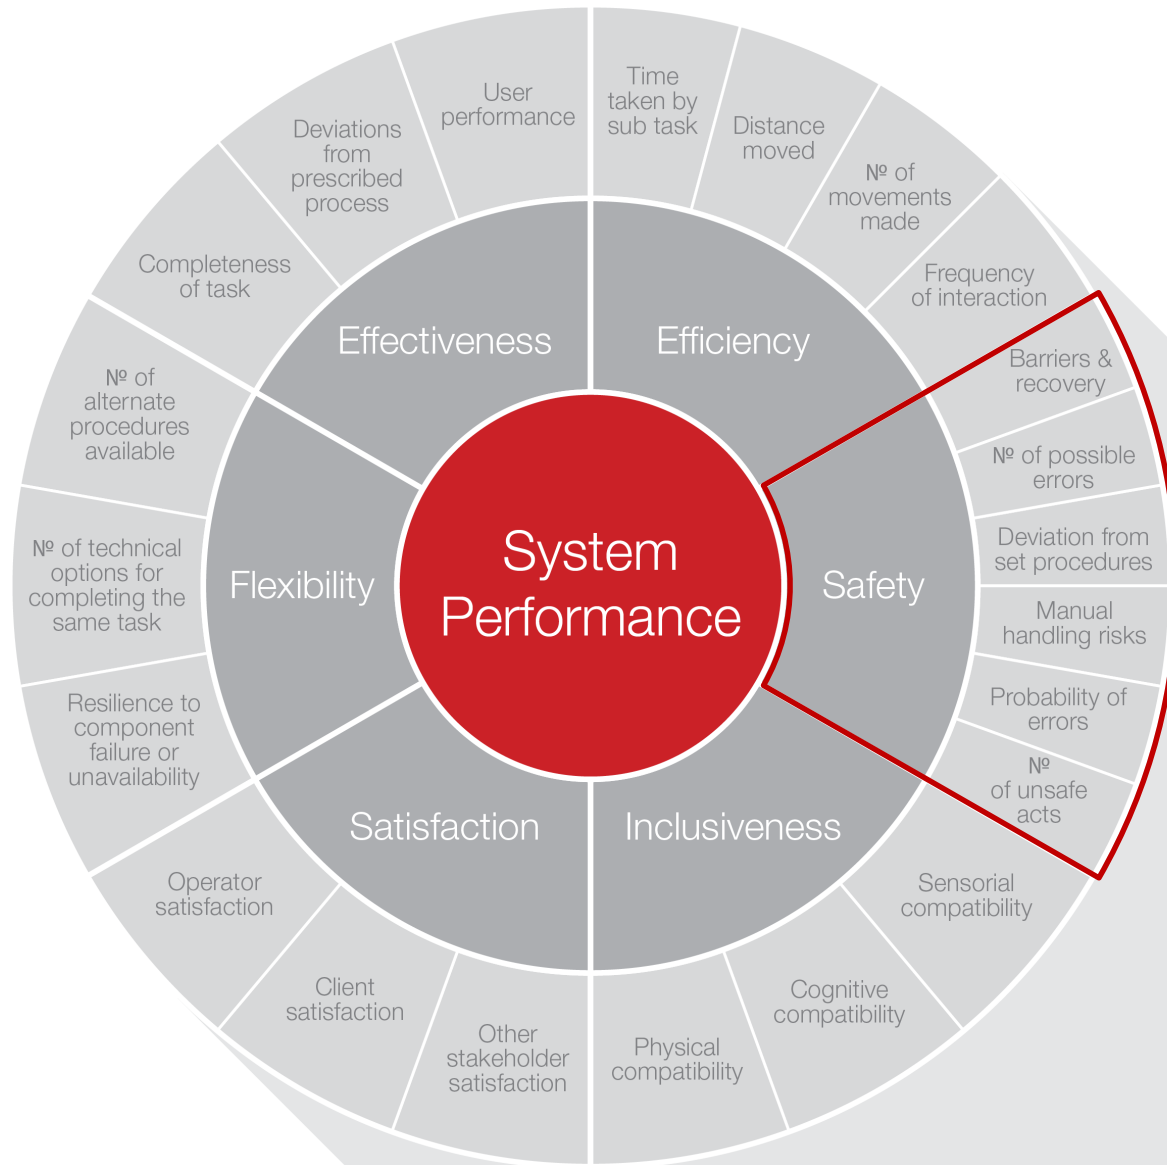 System
Performance
Effectiveness
Efficiency
Safety
Inclusiveness
Satisfaction
Flexibility
User
performance
Deviations
from
prescribed
process
Completeness
of task
Time
taken by
sub task
Distance
moved
№ of
movements
made
Frequency
of interaction
Barriers &
recovery
№ of possible
errors
Deviation from
set procedures
Manual
handling risks
Probability of
errors
№
of unsafe
acts
Sensorial
compatibility
Cognitive
compatibility
Physical
compatibility
Other
stakeholder
satisfaction
Client
satisfaction
Operator
satisfaction
Resilience to
component
failure or
unavailability
№ of technical
options for
completing the
same task
№ of
alternate
procedures
available